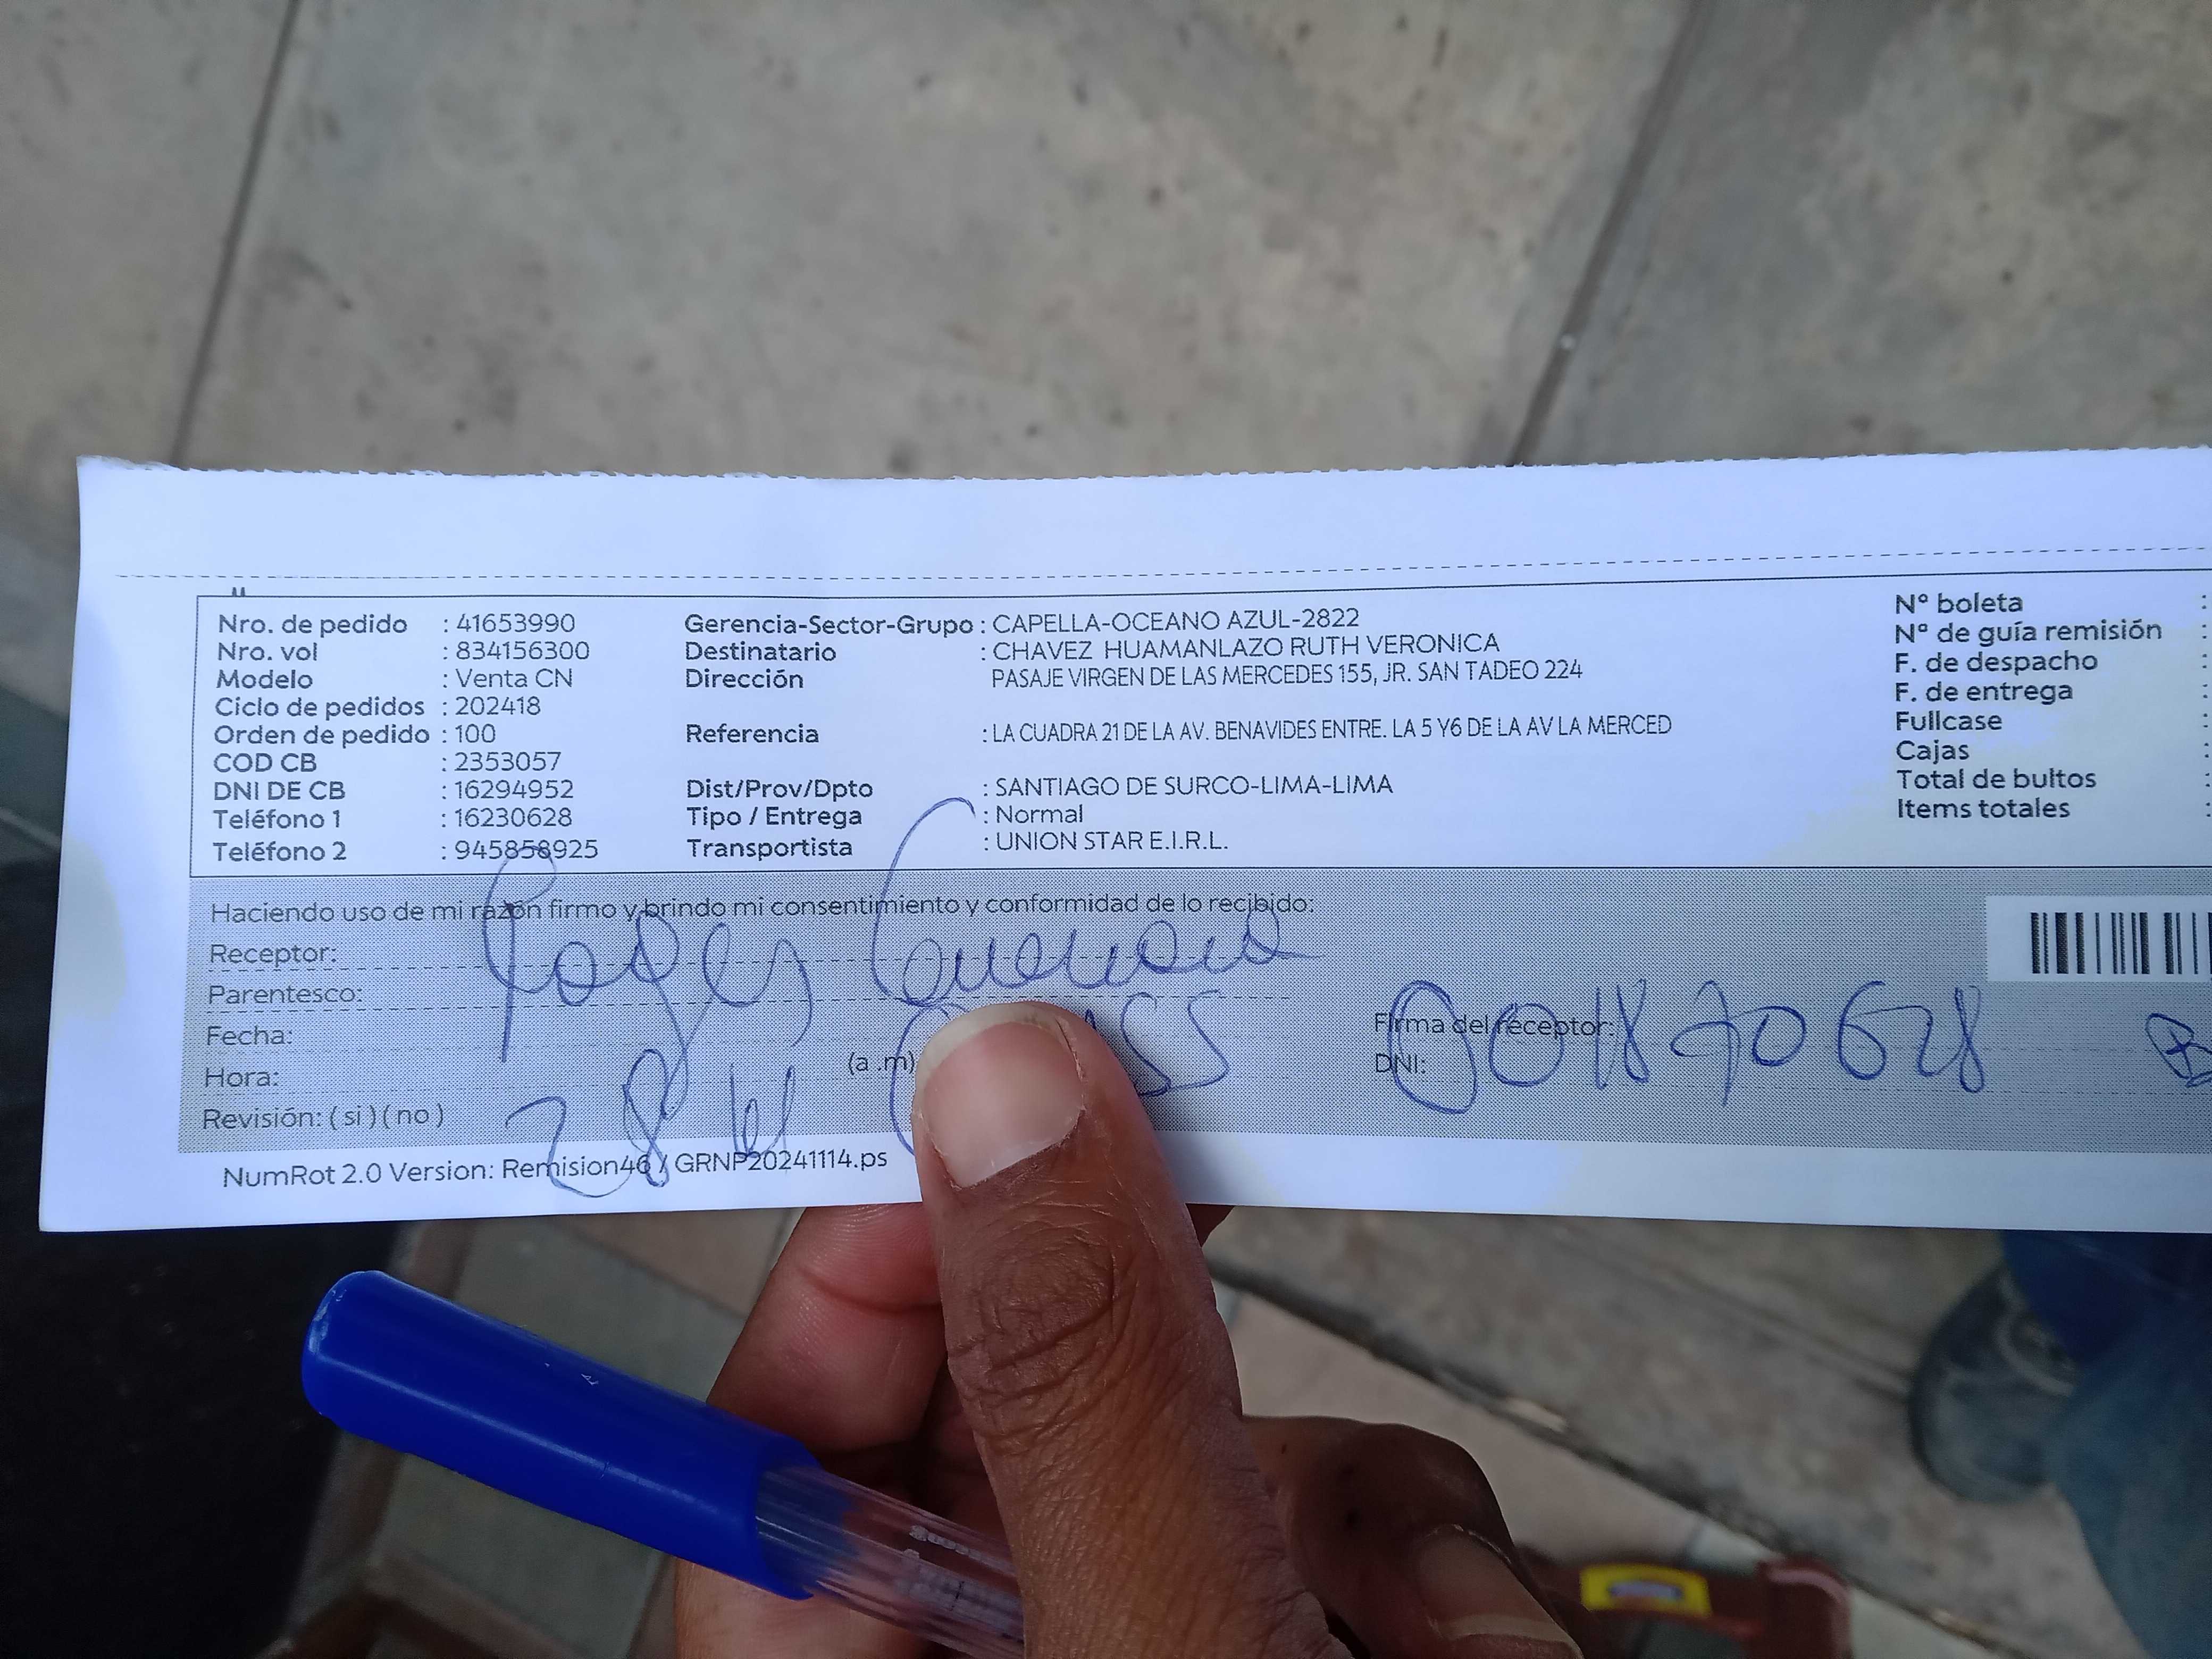 Nro. de pedido : 41653990 Gerencia-Sector-Grupo : CAPELLA-OCEANO AZUL-2822 Nº boleta :
Nro. vol : 834156300 Destinatario : CHAVEZ HUAMANLAZO RUTH VERONICA Nº de guía remisión :
Modelo : Venta CN Dirección PASAJE VIRGEN DE LAS MERCEDES 155, JR. SAN TADEO 224 F. de despacho :
Ciclo de pedidos : 202418 F. de entrega :
Orden de pedido : 100 Referencia : LA CUADRA 21 DE LA AV. BENAVIDES ENTRE. LA 5 Y6 DE LA AV LA MERCED Fullcase :
COD CB : 2353057 Cajas :
DNI DE CB : 16294952 Dist/Prov/Dpto : SANTIAGO DE SURCO-LIMA-LIMA Total de bultos :
Teléfono 1 : 16230628 Tipo / Entrega : Normal Items totales :
Teléfono 2 : 945858925 Transportista : UNION STAR E.I.R.L.
Haciendo uso de mi razón firmo y brindo mi consentimiento y conformidad de lo recibido:
Receptor:
Parentesco:
Fecha: Firma del receptor:
Hora: (a .m) DNI: 001870628
Revisión: ( si ) ( no ) 28
NumRot 2.0 Version: Remision46 / GRNP20241114.ps